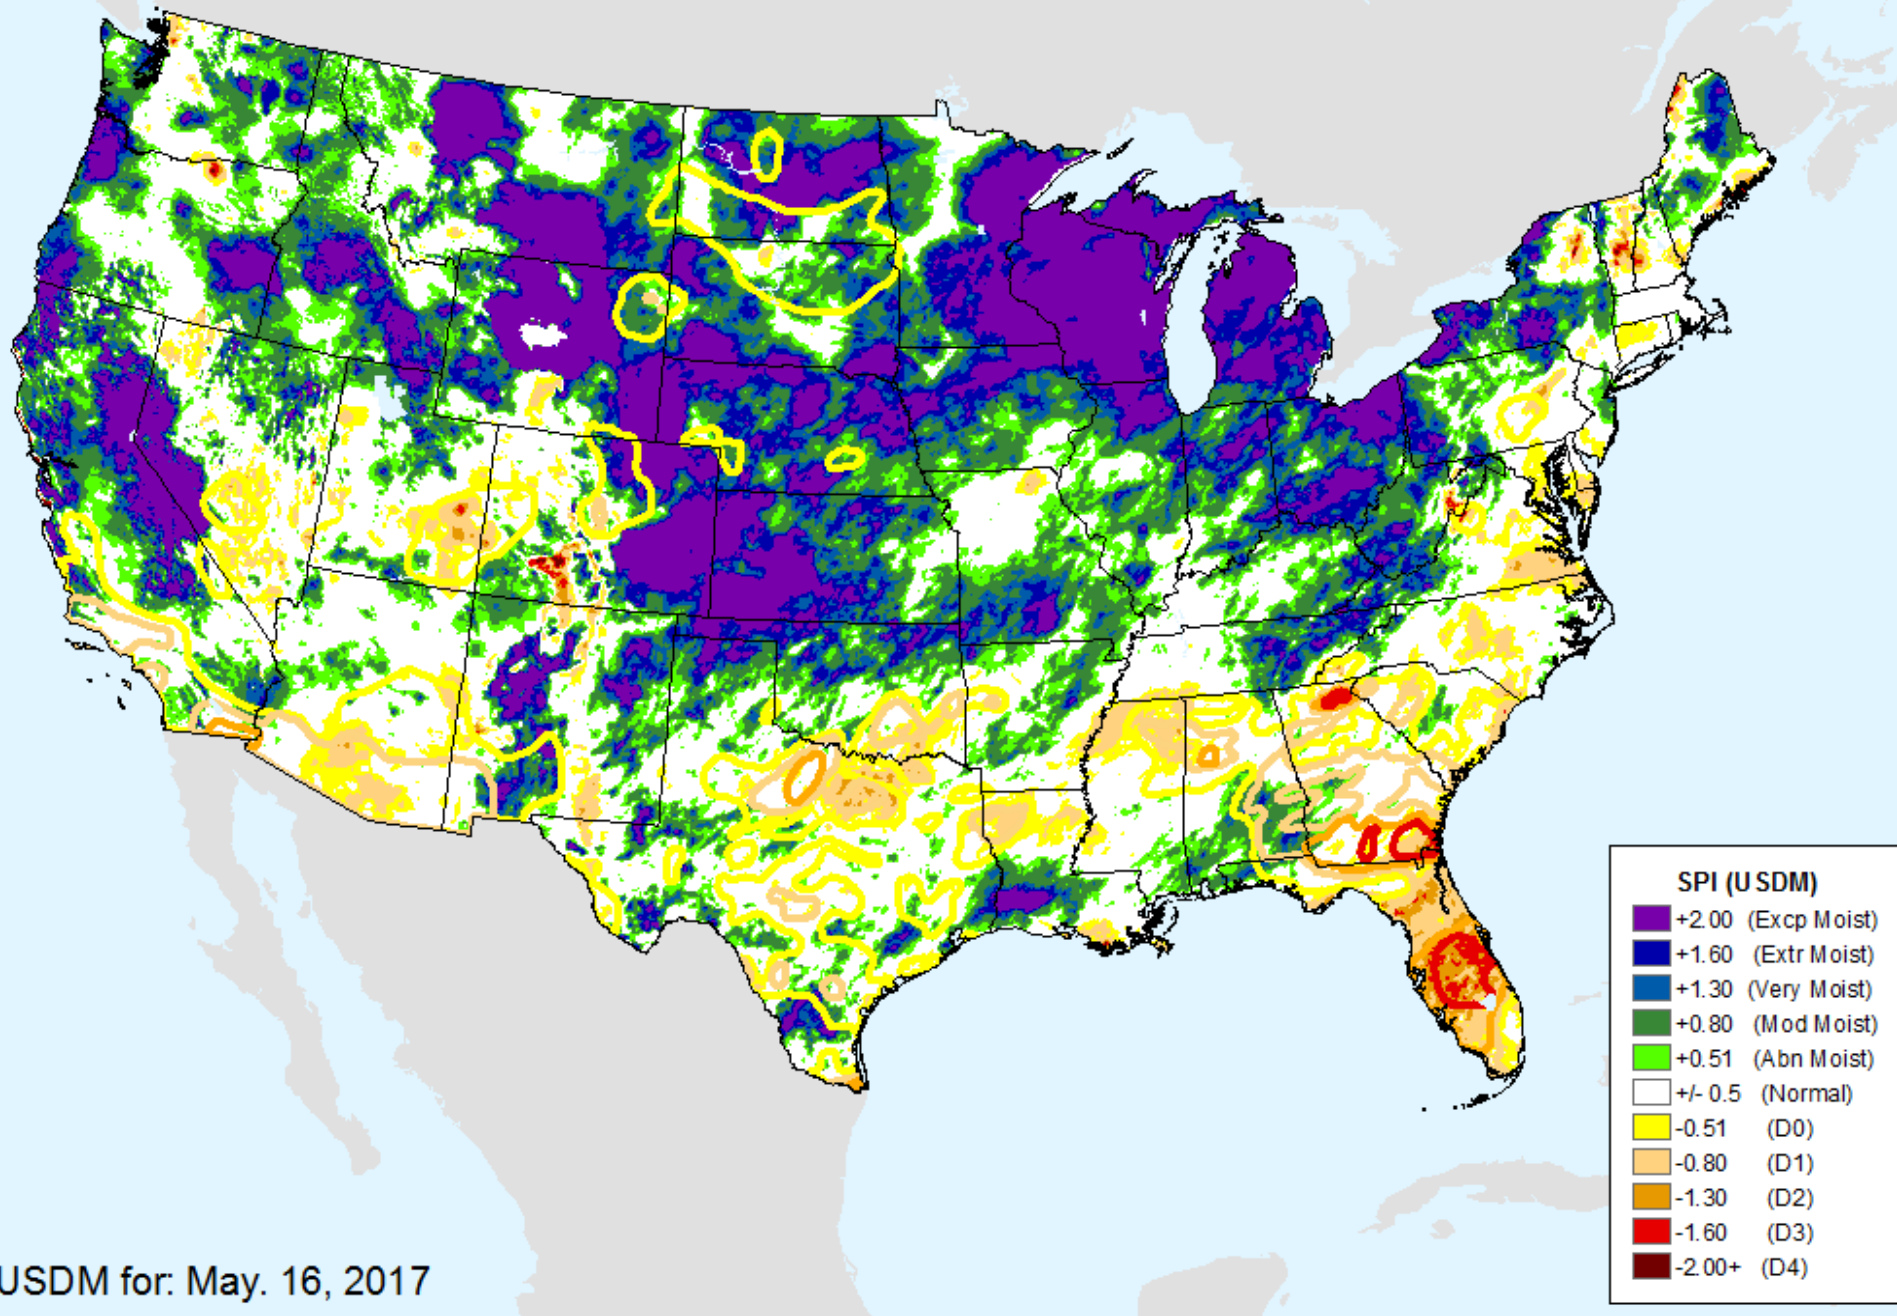 SPI (USDM)
+2.00 (Excp Moist)
+1.60 (Extr Moist)
+1.30 (Very Moist)
+0.80 (Mod Moist)
+0.51 (Abn Moist)
+/- 0.5 (Normal)
-0.51 (D0)
-0.80 (D1)
-1.30 (D2)
-1.60 (D3)
-2.00+ (D4)
USDM for: May. 16, 2017